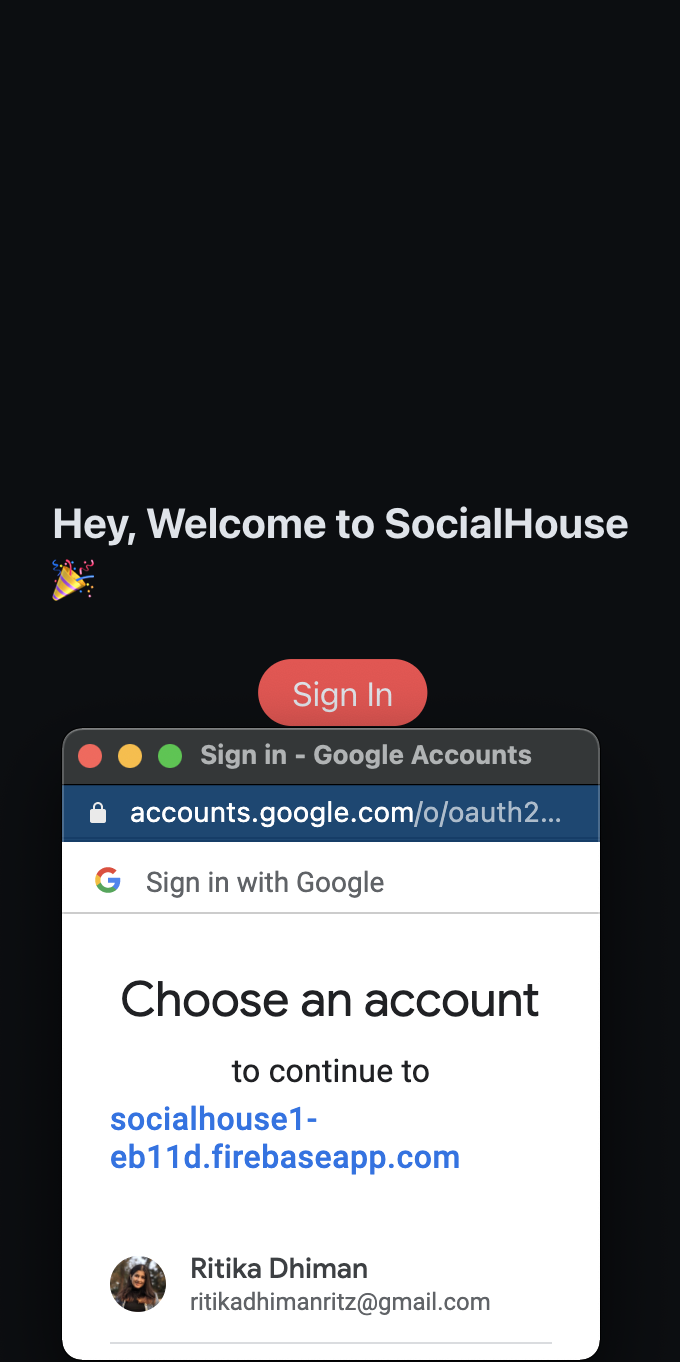 Hey, Welcome to SocialHouse
🎉
Sign In
Sign in - Google Accounts
accounts.google.com/o/oauth2...
Sign in with Google
Choose an account
to continue to
socialhouse1-
eb11d.firebaseapp.com
Ritika Dhiman
ritikadhimanritz@gmail.com